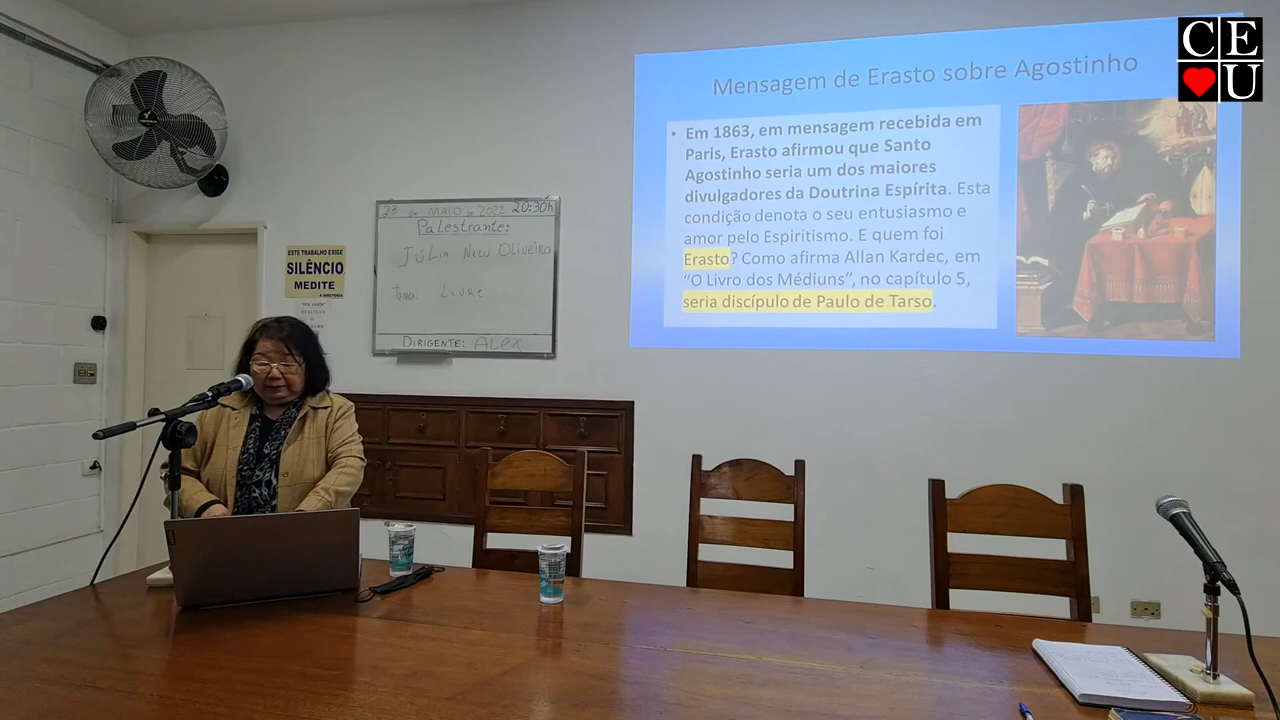 CE
U
Mensagem de Erasto sobre Agostinho
• Em 1863, em mensagem recebida em
Paris, Erasto afirmou que Santo
Agostinho seria um dos maiores
divulgadores da Doutrina Espírita. Esta
condição denota o seu entusiasmo e
amor pelo Espiritismo. E quem foi
Erasto? Como afirma Allan Kardec, em
“O Livro dos Médiuns”, no capítulo 5,
seria discípulo de Paulo de Tarso.
23 de MAIO de 2022 20:30h
Palestrante:
Júlia Nezu Oliveira
Tema: Livre
DIRIGENTE: ALEX
ESTE TRABALHO EXIGE
SILÊNCIO
MEDITE
A DIRETORIA